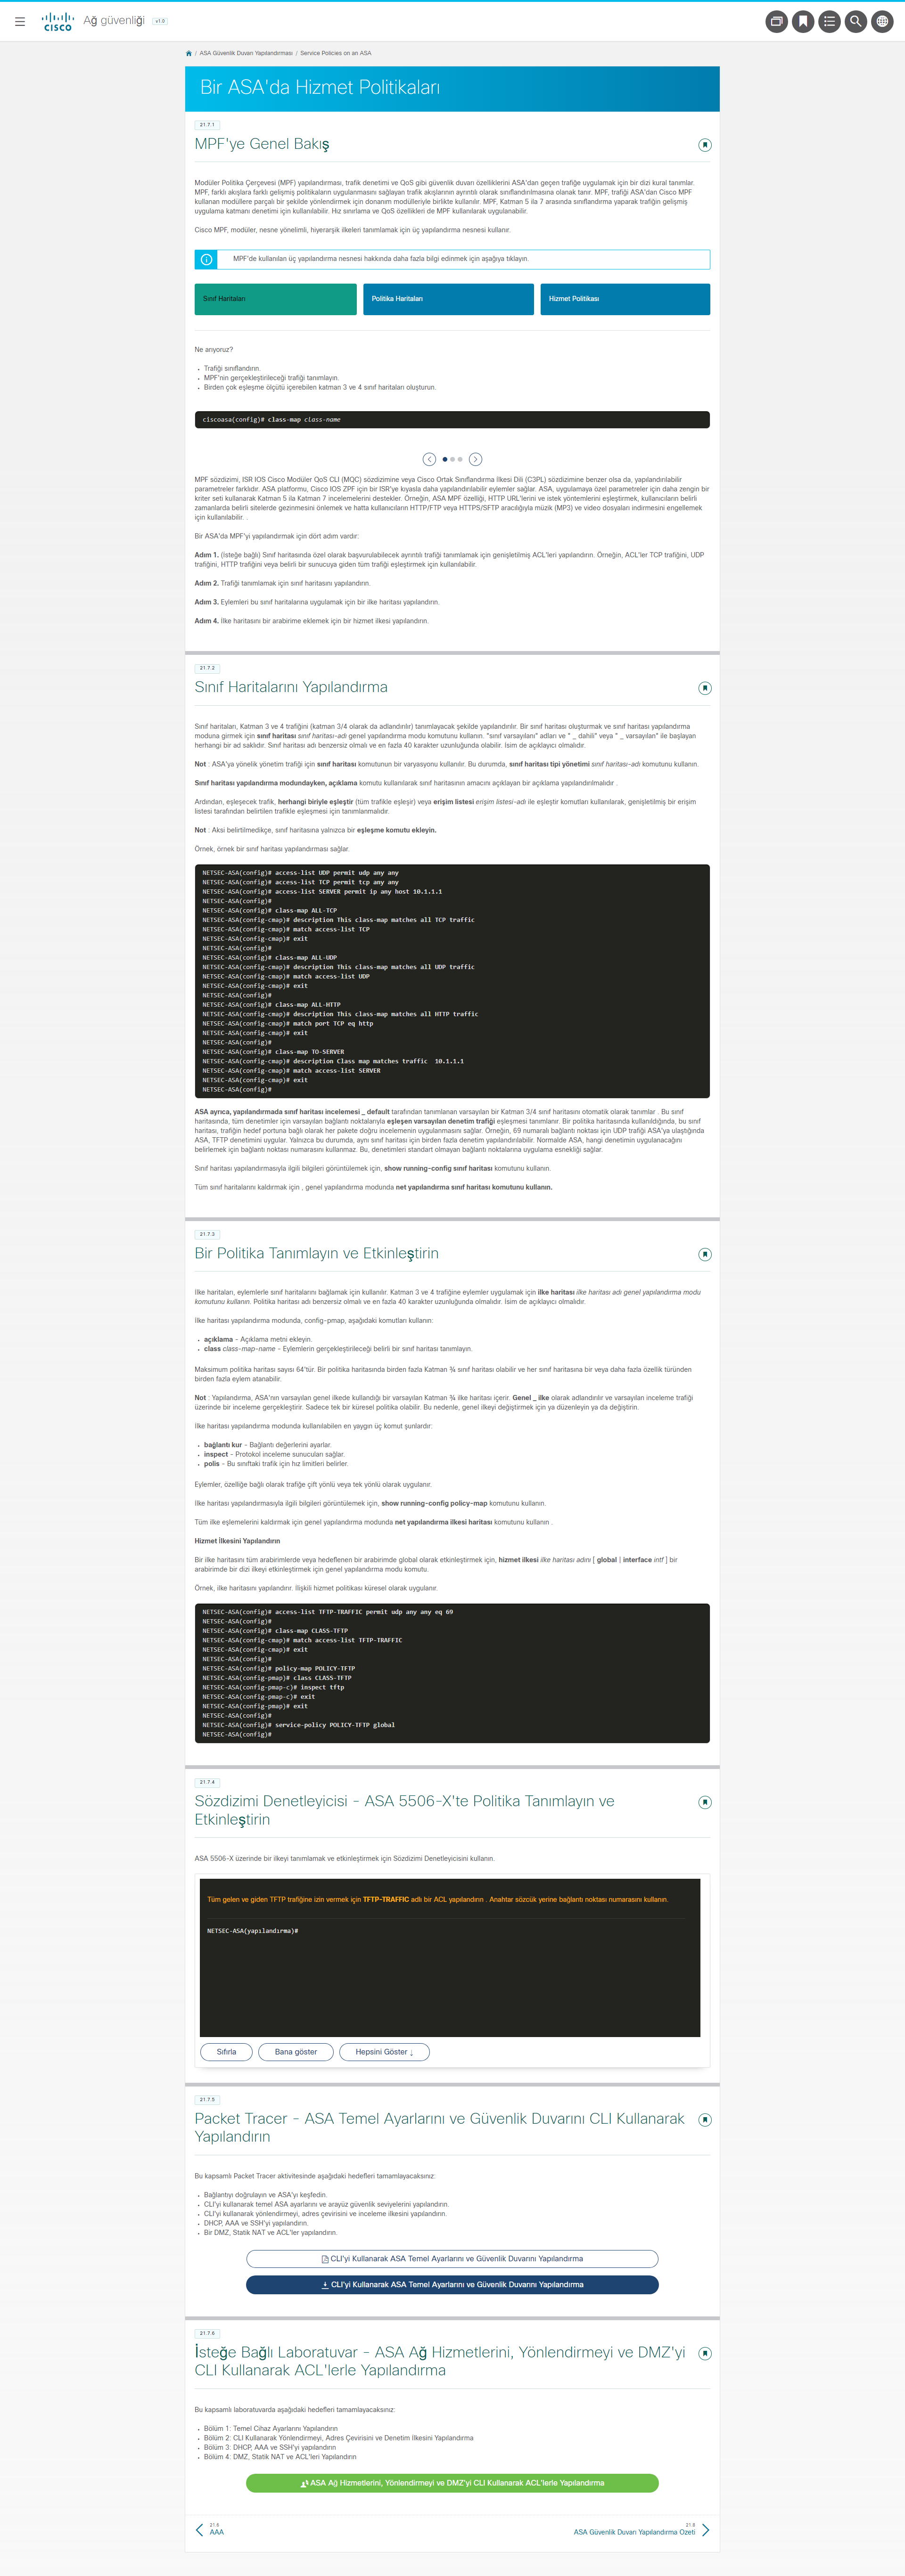 CISCO
Ağ güvenliği
v1.0
/ ASA Güvenlik Duvarı Yapılandırması / Service Policies on an ASA
Bir ASA'da Hizmet Politikaları
21.7.1
MPF'ye Genel Bakış
Modüler Politika Çerçevesi (MPF) yapılandırması, trafik denetimi ve QoS gibi güvenlik duvarı özelliklerini ASA'dan geçen trafiğe uygulamak için bir dizi kural tanımlar.
MPF, farklı akışlara farklı gelişmiş politikaların uygulanmasını sağlayan trafik akışlarının ayrıntılı olarak sınıflandırılmasına olanak tanır. MPF, trafiği ASA'dan Cisco MPF
kullanan modüllere parçalı bir şekilde yönlendirmek için donanım modülleriyle birlikte kullanılır. MPF, Katman 5 ila 7 arasında sınıflandırma yaparak trafiğin gelişmiş
uygulama katmanı denetimi için kullanılabilir. Hız sınırlama ve QoS özellikleri de MPF kullanılarak uygulanabilir.
Cisco MPF, modüler, nesne yönelimli, hiyerarşik ilkeleri tanımlamak için üç yapılandırma nesnesi kullanır.
MPF'de kullanılan üç yapılandırma nesnesi hakkında daha fazla bilgi edinmek için aşağıya tıklayın.
Sınıf Haritaları
Politika Haritaları
Hizmet Politikası
Ne arıyoruz?
• Trafiği sınıflandırın.
• MPF'nin gerçekleştirileceği trafiği tanımlayın.
• Birden çok eşleşme ölçütü içerebilen katman 3 ve 4 sınıf haritaları oluşturun.
ciscoasa(config)# class-map class-name
MPF sözdizimi, ISR IOS Cisco Modüler QoS CLI (MQC) sözdizimine veya Cisco Ortak Sınıflandırma İlkesi Dili (C3PL) sözdizimine benzer olsa da, yapılandırılabilir
parametreler farklıdır. ASA platformu, Cisco IOS ZPF için bir ISR'ye kıyasla daha yapılandırılabilir eylemler sağlar. ASA, uygulamaya özel parametreler için daha zengin bir
kriter seti kullanarak Katman 5 ila Katman 7 incelemelerini destekler. Örneğin, ASA MPF özelliği, HTTP URL'lerini ve istek yöntemlerini eşleştirmek, kullanıcıların belirli
zamanlarda belirli sitelerde gezinmesini önlemek ve hatta kullanıcıların HTTP/FTP veya HTTPS/SFTP aracılığıyla müzik (MP3) ve video dosyaları indirmesini engellemek
için kullanılabilir. .
Bir ASA'da MPF'yi yapılandırmak için dört adım vardır:
Adım 1. (İsteğe bağlı) Sınıf haritasında özel olarak başvurulabilecek ayrıntılı trafiği tanımlamak için genişletilmiş ACL'leri yapılandırın. Örneğin, ACL'ler TCP trafiğini, UDP
trafiğini, HTTP trafiğini veya belirli bir sunucuya giden tüm trafiği eşleştirmek için kullanılabilir.
Adım 2. Trafiği tanımlamak için sınıf haritasını yapılandırın.
Adım 3. Eylemleri bu sınıf haritalarına uygulamak için bir ilke haritası yapılandırın.
Adım 4. İlke haritasını bir arabirime eklemek için bir hizmet ilkesi yapılandırın.
21.7.2
Sınıf Haritalarını Yapılandırma
Sınıf haritaları, Katman 3 ve 4 trafiğini (katman 3/4 olarak da adlandırılır) tanımlayacak şekilde yapılandırılır. Bir sınıf haritası oluşturmak ve sınıf haritası yapılandırma
moduna girmek için sınıf haritası sınıf haritası-adı genel yapılandırma modu komutunu kullanın. "sınıf varsayılanı" adları ve " _ dahili" veya " _ varsayılan" ile başlayan
herhangi bir ad saklıdır. Sınıf haritası adı benzersiz olmalı ve en fazla 40 karakter uzunluğunda olabilir. İsim de açıklayıcı olmalıdır.
Not : ASA'ya yönelik yönetim trafiği için sınıf haritası komutunun bir varyasyonu kullanılır. Bu durumda, sınıf haritası tipi yönetimi sınıf haritası-adı komutunu kullanın.
Sınıf haritası yapılandırma modundayken, açıklama komutu kullanılarak sınıf haritasının amacını açıklayan bir açıklama yapılandırılmalıdır .
Ardından, eşleşecek trafik, herhangi biriyle eşleştir (tüm trafikle eşleşir) veya erişim listesi erişim listesi-adı ile eşleştir komutları kullanılarak, genişletilmiş bir erişim
listesi tarafından belirtilen trafikle eşleşmesi için tanımlanmalıdır.
Not : Aksi belirtilmedikçe, sınıf haritasına yalnızca bir eşleşme komutu ekleyin.
Örnek, örnek bir sınıf haritası yapılandırması sağlar.
NETSEC-ASA(config)# access-list UDP permit udp any any
NETSEC-ASA(config)# access-list TCP permit tcp any any
NETSEC-ASA(config)# access-list SERVER permit ip any host 10.1.1.1
NETSEC-ASA(config)#
NETSEC-ASA(config)# class-map ALL-TCP
NETSEC-ASA(config-cmap)# description This class-map matches all TCP traffic
NETSEC-ASA(config-cmap)# match access-list TCP
NETSEC-ASA(config-cmap)# exit
NETSEC-ASA(config)#
NETSEC-ASA(config)# class-map ALL-UDP
NETSEC-ASA(config-cmap)# description This class-map matches all UDP traffic
NETSEC-ASA(config-cmap)# match access-list UDP
NETSEC-ASA(config-cmap)# exit
NETSEC-ASA(config)#
NETSEC-ASA(config)# class-map ALL-HTTP
NETSEC-ASA(config-cmap)# description This class-map matches all HTTP traffic
NETSEC-ASA(config-cmap)# match port TCP eq http
NETSEC-ASA(config-cmap)# exit
NETSEC-ASA(config)#
NETSEC-ASA(config)# class-map TO-SERVER
NETSEC-ASA(config-cmap)# description Class map matches traffic  10.1.1.1
NETSEC-ASA(config-cmap)# match access-list SERVER
NETSEC-ASA(config-cmap)# exit
NETSEC-ASA(config)#
ASA ayrıca, yapılandırmada sınıf haritası incelemesi _ default tarafından tanımlanan varsayılan bir Katman 3/4 sınıf haritasını otomatik olarak tanımlar . Bu sınıf
haritasında, tüm denetimler için varsayılan bağlantı noktalarıyla eşleşen varsayılan denetim trafiği eşleşmesi tanımlanır. Bir politika haritasında kullanıldığında, bu sınıf
haritası, trafiğin hedef portuna bağlı olarak her pakete doğru incelemenin uygulanmasını sağlar. Örneğin, 69 numaralı bağlantı noktası için UDP trafiği ASA'ya ulaştığında
ASA, TFTP denetimini uygular. Yalnızca bu durumda, aynı sınıf haritası için birden fazla denetim yapılandırılabilir. Normalde ASA, hangi denetimin uygulanacağını
belirlemek için bağlantı noktası numarasını kullanmaz. Bu, denetimleri standart olmayan bağlantı noktalarına uygulama esnekliği sağlar.
Sınıf haritası yapılandırmasıyla ilgili bilgileri görüntülemek için, show running-config sınıf haritası komutunu kullanın.
Tüm sınıf haritalarını kaldırmak için , genel yapılandırma modunda net yapılandırma sınıf haritası komutunu kullanın.
21.7.3
Bir Politika Tanımlayın ve Etkinleştirin
İlke haritaları, eylemlerle sınıf haritalarını bağlamak için kullanılır. Katman 3 ve 4 trafiğine eylemler uygulamak için ilke haritası ilke haritası adı genel yapılandırma modu
komutunu kullanın. Politika haritası adı benzersiz olmalı ve en fazla 40 karakter uzunluğunda olmalıdır. İsim de açıklayıcı olmalıdır.
İlke haritası yapılandırma modunda, config-pmap, aşağıdaki komutları kullanın:
• açıklama - Açıklama metni ekleyin.
• class class-map-name - Eylemlerin gerçekleştirileceği belirli bir sınıf haritası tanımlayın.
Maksimum politika haritası sayısı 64'tür. Bir politika haritasında birden fazla Katman ¾ sınıf haritası olabilir ve her sınıf haritasına bir veya daha fazla özellik türünden
birden fazla eylem atanabilir.
Not : Yapılandırma, ASA'nın varsayılan genel ilkede kullandığı bir varsayılan Katman ¾ ilke haritası içerir. Genel _ ilke olarak adlandırılır ve varsayılan inceleme trafiği
üzerinde bir inceleme gerçekleştirir. Sadece tek bir küresel politika olabilir. Bu nedenle, genel ilkeyi değiştirmek için ya düzenleyin ya da değiştirin.
İlke haritası yapılandırma modunda kullanılabilen en yaygın üç komut şunlardır:
• bağlantı kur - Bağlantı değerlerini ayarlar.
• inspect - Protokol inceleme sunucuları sağlar.
• polis - Bu sınıftaki trafik için hız limitleri belirler.
Eylemler, özelliğe bağlı olarak trafiğe çift yönlü veya tek yönlü olarak uygulanır.
İlke haritası yapılandırmasıyla ilgili bilgileri görüntülemek için, show running-config policy-map komutunu kullanın.
Tüm ilke eşlemelerini kaldırmak için genel yapılandırma modunda net yapılandırma ilkesi haritası komutunu kullanın .
Hizmet İlkesini Yapılandırın
Bir ilke haritasını tüm arabirimlerde veya hedeflenen bir arabirimde global olarak etkinleştirmek için, hizmet ilkesi ilke haritası adını [ global | interface intf ] bir
arabirimde bir dizi ilkeyi etkinleştirmek için genel yapılandırma modu komutu.
Örnek, ilke haritasını yapılandırır. İlişkili hizmet politikası küresel olarak uygulanır.
NETSEC-ASA(config)# access-list TFTP-TRAFFIC permit udp any any eq 69
NETSEC-ASA(config)#
NETSEC-ASA(config)# class-map CLASS-TFTP
NETSEC-ASA(config-cmap)# match access-list TFTP-TRAFFIC
NETSEC-ASA(config-cmap)# exit
NETSEC-ASA(config)#
NETSEC-ASA(config)# policy-map POLICY-TFTP
NETSEC-ASA(config-pmap)# class CLASS-TFTP
NETSEC-ASA(config-pmap-c)# inspect tftp
NETSEC-ASA(config-pmap-c)# exit
NETSEC-ASA(config-pmap)# exit
NETSEC-ASA(config)#
NETSEC-ASA(config)# service-policy POLICY-TFTP global
NETSEC-ASA(config)#
21.7.4
Sözdizimi Denetleyicisi - ASA 5506-X'te Politika Tanımlayın ve
Etkinleştirin
ASA 5506-X üzerinde bir ilkeyi tanımlamak ve etkinleştirmek için Sözdizimi Denetleyicisini kullanın.
Tüm gelen ve giden TFTP trafiğine izin vermek için TFTP-TRAFFIC adlı bir ACL yapılandırın . Anahtar sözcük yerine bağlantı noktası numarasını kullanın.
NETSEC-ASA(yapılandırma)#
Sıfırla
Bana göster
Hepsini Göster ↓
21.7.5
Packet Tracer - ASA Temel Ayarlarını ve Güvenlik Duvarını CLI Kullanarak
Yapılandırın
Bu kapsamlı Packet Tracer aktivitesinde aşağıdaki hedefleri tamamlayacaksınız:
• Bağlantıyı doğrulayın ve ASA'yı keşfedin.
• CLI'yi kullanarak temel ASA ayarlarını ve arayüz güvenlik seviyelerini yapılandırın.
• CLI'yi kullanarak yönlendirmeyi, adres çevirisini ve inceleme ilkesini yapılandırın.
• DHCP, AAA ve SSH'yi yapılandırın.
• Bir DMZ, Statik NAT ve ACL'ler yapılandırın.
CLI'yi Kullanarak ASA Temel Ayarlarını ve Güvenlik Duvarını Yapılandırma
CLI'yi Kullanarak ASA Temel Ayarlarını ve Güvenlik Duvarını Yapılandırma
21.7.6
İsteğe Bağlı Laboratuvar - ASA Ağ Hizmetlerini, Yönlendirmeyi ve DMZ'yi
CLI Kullanarak ACL'lerle Yapılandırma
Bu kapsamlı laboratuvarda aşağıdaki hedefleri tamamlayacaksınız:
• Bölüm 1: Temel Cihaz Ayarlarını Yapılandırın
• Bölüm 2: CLI Kullanarak Yönlendirmeyi, Adres Çevirisini ve Denetim İlkesini Yapılandırma
• Bölüm 3: DHCP, AAA ve SSH'yi yapılandırın
• Bölüm 4: DMZ, Statik NAT ve ACL'leri Yapılandırın
ASA Ağ Hizmetlerini, Yönlendirmeyi ve DMZ'yi CLI Kullanarak ACL'lerle Yapılandırma
21.6
AAA
21.8
ASA Güvenlik Duvarı Yapılandırma Özeti